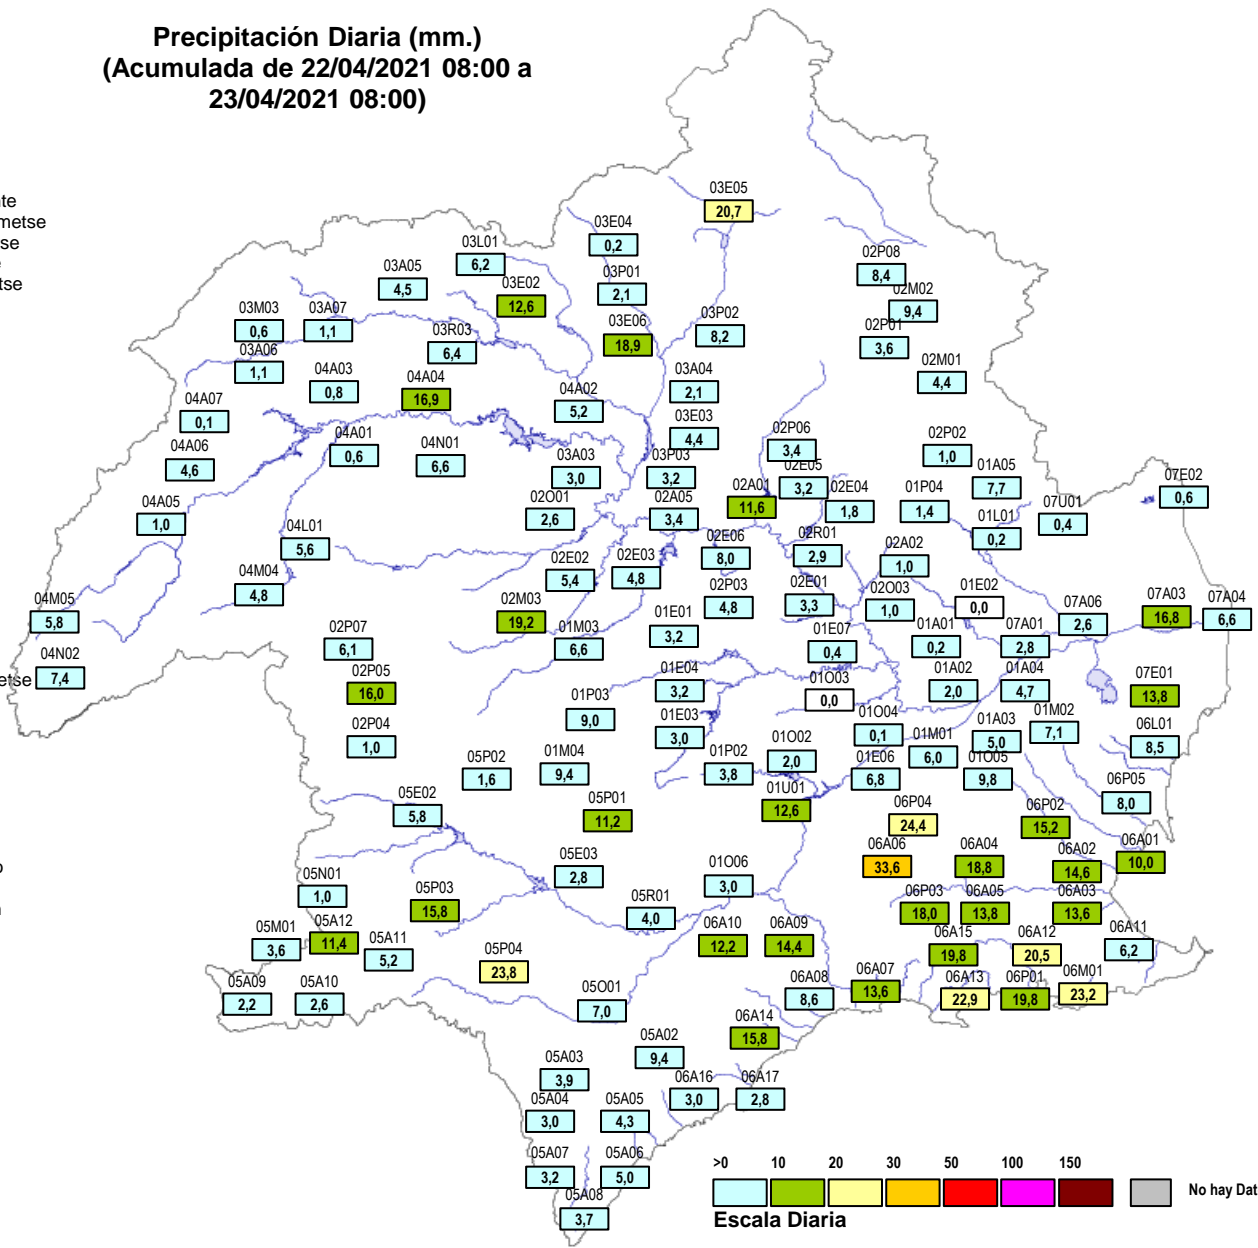 Precipitación Diaria (mm.)
(Acumulada de 22/04/2021 08:00 a
23/04/2021 08:00)
nte
metse
se
e
tse
03E05
20,7
03E04
0,2
03L01
6,2
02P08
8,4
03A05
4,5
03E02
12,6
03P01
2,1
02M02
9,4
03M03
0,6
03A07
1,1
03R03
6,4
03E06
18,9
03P02
8,2
02P01
3,6
03A06
1,1
02M01
4,4
04A03
0,8
04A04
16,9
04A02
5,2
03A04
2,1
04A07
0,1
03E03
4,4
04A06
4,6
04A01
0,6
04N01
6,6
03A03
3,0
03P03
3,2
02P06
3,4
02P02
1,0
02E05
3,2
01A05
7,7
07E02
0,6
04A05
1,0
02O01
2,6
02A05
3,4
02A01
11,6
02E04
1,8
01P04
1,4
07U01
0,4
04L01
5,6
01L01
0,2
02E06
8,0
02R01
2,9
02A02
1,0
04M04
4,8
02E02
5,4
02E03
4,8
04M05
5,8
02M03
19,2
02P03
4,8
02E01
3,3
02O03
1,0
01E02
0,0
07A03
16,8
07A04
6,6
07A06
2,6
02P07
6,1
01M03
6,6
01E01
3,2
01E07
0,4
01A01
0,2
07A01
2,8
04N02
7,4
etse
02P05
16,0
01E04
3,2
01O03
0,0
01A02
2,0
01A04
4,7
07E01
13,8
01P03
9,0
01E03
3,0
01O04
0,1
01A03
5,0
01M02
7,1
02P04
1,0
06L01
8,5
05P02
1,6
01M04
9,4
01P02
3,8
01O02
2,0
01M01
6,0
01E06
6,8
01O05
9,8
06P05
8,0
05E02
5,8
05P01
11,2
01U01
12,6
06P04
24,4
06P02
15,2
06A01
10,0
05E03
2,8
01O06
3,0
06A06
33,6
06A04
18,8
06A02
14,6
05N01
1,0
05P03
15,8
05R01
4,0
06P03
18,0
06A05
13,8
06A03
13,6
05M01
3,6
05A12
11,4
05A11
5,2
06A10
12,2
06A09
14,4
06A15
19,8
06A12
20,5
06A11
6,2
05P04
23,8
05A09
2,2
05A10
2,6
05O01
7,0
06A08
8,6
06A07
13,6
06A13
22,9
06P01
19,8
06M01
23,2
06A14
15,8
05A02
9,4
05A03
3,9
06A16
3,0
06A17
2,8
05A04
3,0
05A05
4,3
05A07
3,2
05A06
5,0
05A08
3,7
>0 10 20 30 50 100 150
No hay Dat
Escala Diaria